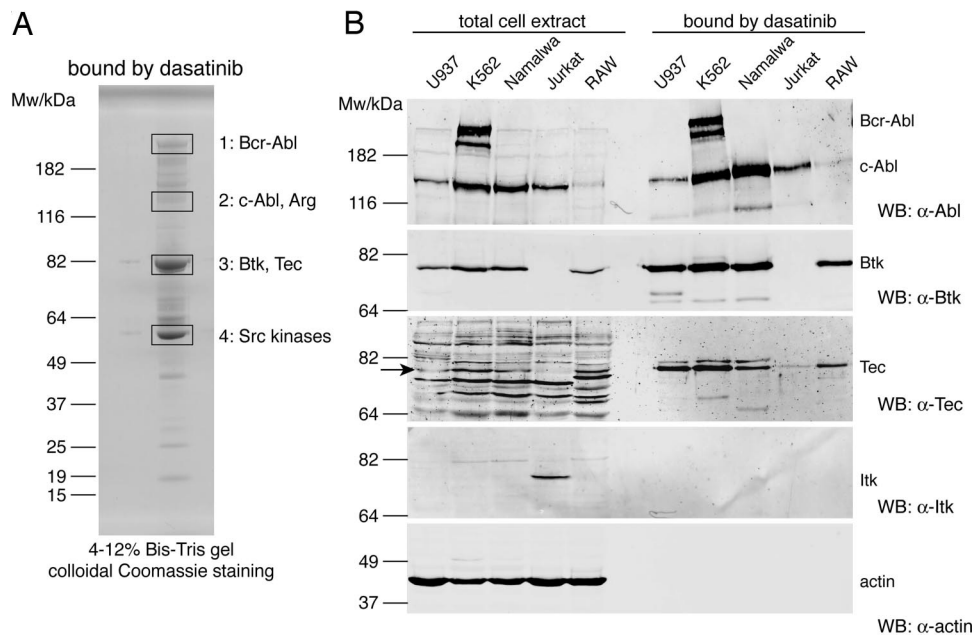 A
bound by dasatinib
Mw/kDa
182
116
82
64
49
37
25
19
15
1: Bcr-Abl
2: c-Abl, Arg
3: Btk, Tec
4: Src kinases
4-12% Bis-Tris gel
colloidal Coomassie staining
B
total cell extract
bound by dasatinib
U937 K562 Namalwa Jurkat RAW
U937 K562 Namalwa Jurkat RAW
Mw/kDa
Bcr-Abl
182
c-Abl
116
WB: α-Abl
82
Btk
WB: α-Btk
64
82
Tec
WB: α-Tec
64
82
Itk
WB: α-Itk
64
49
actin
37
WB: α-actin